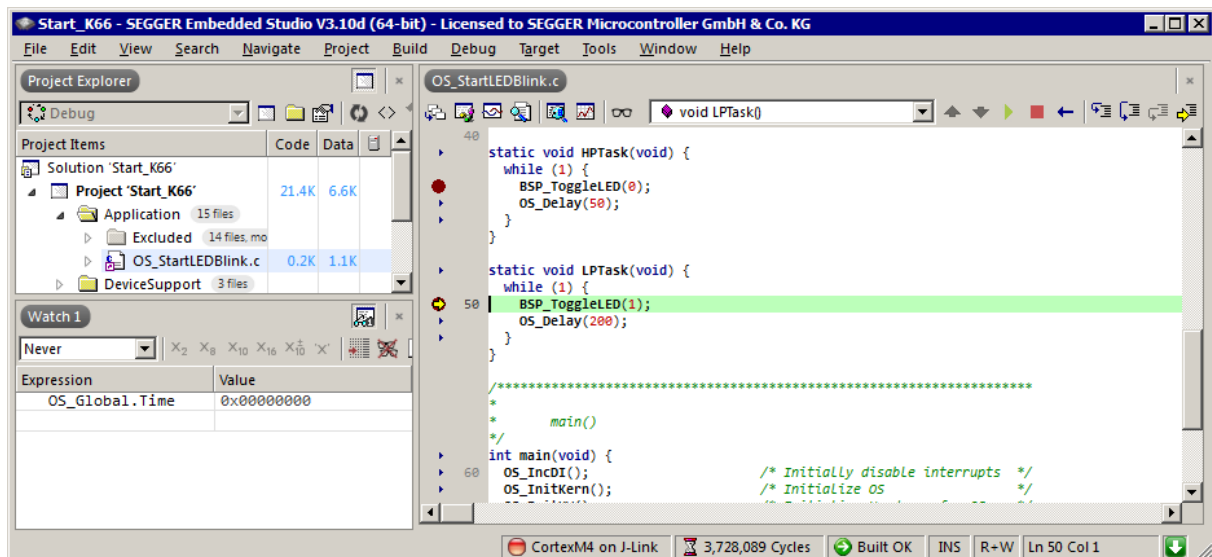 Start_K66 - SEGGER Embedded Studio V3.10d (64-bit) - Licensed to SEGGER Microcontroller GmbH & Co. KG
File Edit View Search Navigate Project Build Debug Target Tools Window Help
Project Explorer
Debug
Project Items Code Data
Solution 'Start_K66'
Project 'Start_K66' 21.4K 6.6K
Application 15 files
Excluded 14 files, mo
OS_StartLEDBlink.c 0.2K 1.1K
DeviceSupport 3 files
Watch 1
Never x2 x8 x10 x16 x±10 'x'
Expression Value
OS_Global.Time 0x00000000
OS_StartLEDBlink.c
void LPTask()
40
static void HPTask(void) {
while (1) {
BSP_ToggleLED(0);
OS_Delay(50);
}
}
static void LPTask(void) {
while (1) {
50 BSP_ToggleLED(1);
OS_Delay(200);
}
}
/*********************************************************************
*
* main()
*/
int main(void) {
60 OS_IncDI(); /* Initially disable interrupts */
OS_InitKern(); /* Initialize OS */
CortexM4 on J-Link 3,728,089 Cycles Built OK INS R+W Ln 50 Col 1